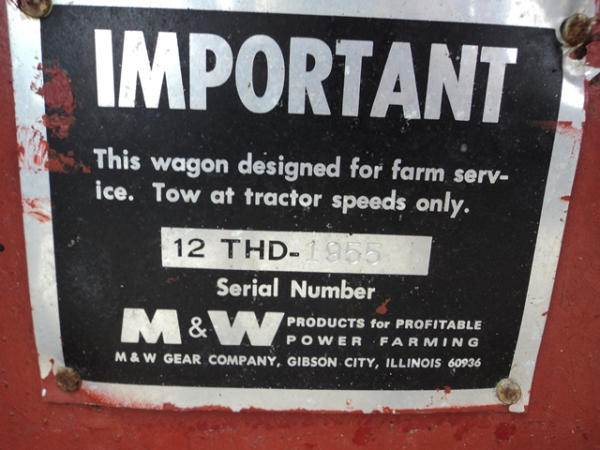 IMPORTANT
This wagon designed for farm serv-
ice. Tow at tractor speeds only.
12 THD-1955
Serial Number
M & W PRODUCTS for PROFITABLE
POWER FARMING
M & W GEAR COMPANY, GIBSON CITY, ILLINOIS 60936